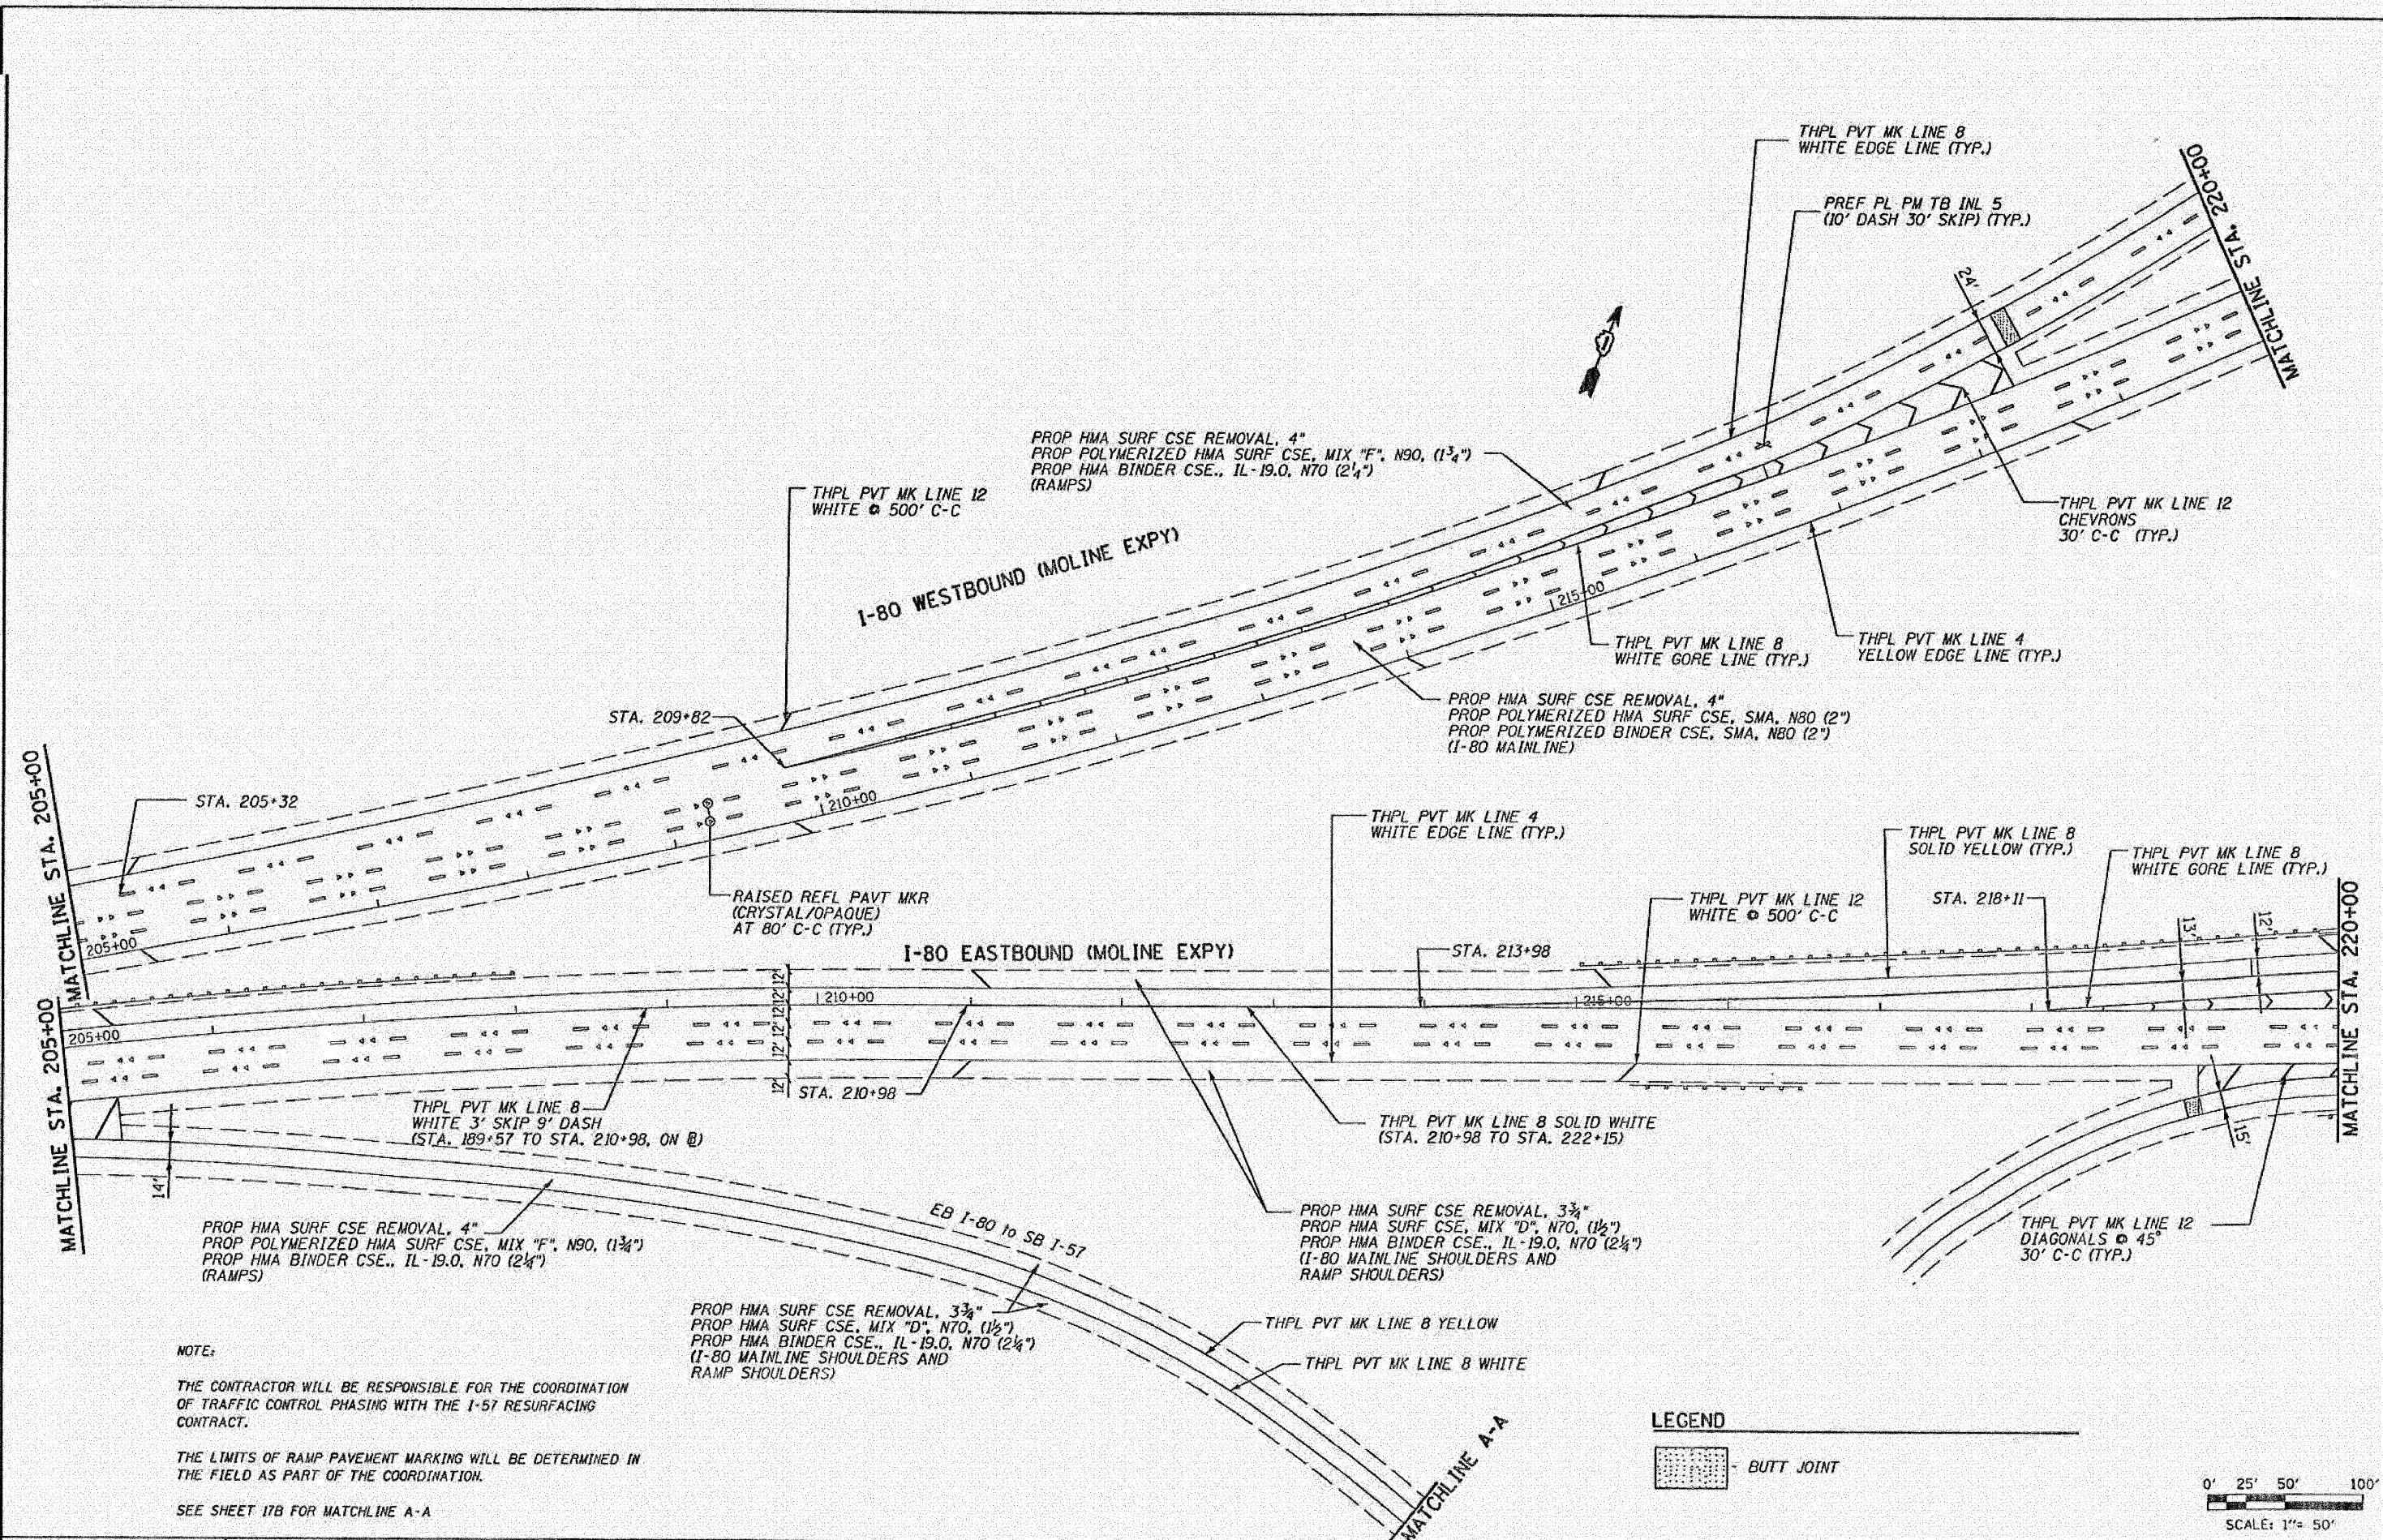 THPL PVT MK LINE 8
WHITE EDGE LINE (TYP.)
PREF PL PM TB INL 5
(10' DASH 30' SKIP) (TYP.)
MATCHLINE STA. 220+00
24'
PROP HMA SURF CSE REMOVAL, 4"
PROP POLYMERIZED HMA SURF CSE, MIX "F", N90, (1¾")
PROP HMA BINDER CSE., IL-19.0, N70 (2¼")
(RAMPS)
THPL PVT MK LINE 12
WHITE @ 500' C-C
THPL PVT MK LINE 12
CHEVRONS
30' C-C (TYP.)
I-80 WESTBOUND (MOLINE EXPY)
215+00
THPL PVT MK LINE 8
WHITE GORE LINE (TYP.)
THPL PVT MK LINE 4
YELLOW EDGE LINE (TYP.)
STA. 209+82
PROP HMA SURF CSE REMOVAL, 4"
PROP POLYMERIZED HMA SURF CSE, SMA, N80 (2")
PROP POLYMERIZED BINDER CSE, SMA, N80 (2")
(I-80 MAINLINE)
MATCHLINE STA. 205+00
STA. 205+32
210+00
THPL PVT MK LINE 4
WHITE EDGE LINE (TYP.)
THPL PVT MK LINE 8
SOLID YELLOW (TYP.)
THPL PVT MK LINE 8
WHITE GORE LINE (TYP.)
RAISED REFL PAVT MKR
(CRYSTAL/OPAQUE)
AT 80' C-C (TYP.)
THPL PVT MK LINE 12
WHITE @ 500' C-C
STA. 218+11
13'
12'
MATCHLINE STA. 220+00
205+00
I-80 EASTBOUND (MOLINE EXPY)
STA. 213+98
MATCHLINE STA. 205+00
205+00
12'
12'
12'
12'
12'
12'
210+00
215+00
STA. 210+98
THPL PVT MK LINE 8
WHITE 3' SKIP 9' DASH
(STA. 189+57 TO STA. 210+98, ON B)
THPL PVT MK LINE 8 SOLID WHITE
(STA. 210+98 TO STA. 222+15)
15'
14'
PROP HMA SURF CSE REMOVAL, 4"
PROP POLYMERIZED HMA SURF CSE, MIX "F", N90, (1¾")
PROP HMA BINDER CSE., IL-19.0, N70 (2¼")
(RAMPS)
EB I-80 to SB I-57
PROP HMA SURF CSE REMOVAL, 3¾"
PROP HMA SURF CSE, MIX "D", N70, (1½")
PROP HMA BINDER CSE., IL-19.0, N70 (2¼")
(I-80 MAINLINE SHOULDERS AND
RAMP SHOULDERS)
THPL PVT MK LINE 12
DIAGONALS @ 45°
30' C-C (TYP.)
PROP HMA SURF CSE REMOVAL, 3¾"
PROP HMA SURF CSE, MIX "D", N70, (1½")
PROP HMA BINDER CSE., IL-19.0, N70 (2¼")
(I-80 MAINLINE SHOULDERS AND
RAMP SHOULDERS)
THPL PVT MK LINE 8 YELLOW
THPL PVT MK LINE 8 WHITE
MATCHLINE A-A
NOTE:
THE CONTRACTOR WILL BE RESPONSIBLE FOR THE COORDINATION
OF TRAFFIC CONTROL PHASING WITH THE I-57 RESURFACING
CONTRACT.
THE LIMITS OF RAMP PAVEMENT MARKING WILL BE DETERMINED IN
THE FIELD AS PART OF THE COORDINATION.
SEE SHEET 17B FOR MATCHLINE A-A
LEGEND
- BUTT JOINT
0' 25' 50' 100'
SCALE: 1"= 50'